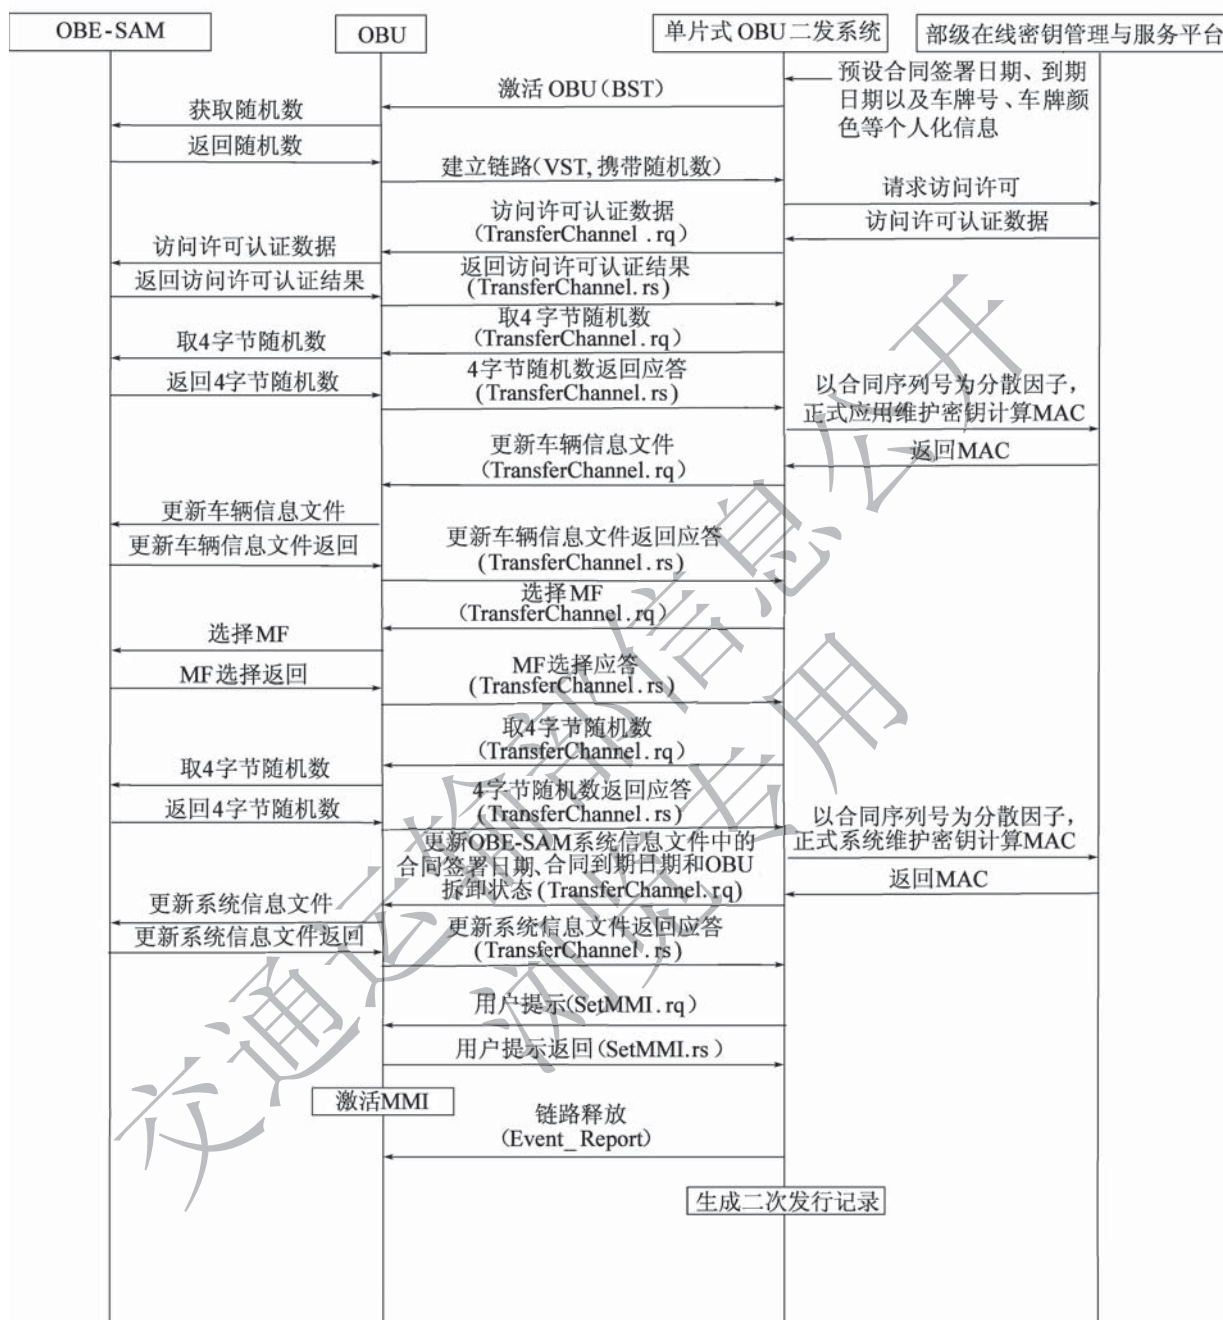 OBE-SAM
OBU
单片式OBU二发系统
部级在线密钥管理与服务平台
预设合同签署日期、到期
日期以及车牌号、车牌颜
色等个人化信息
激活 OBU(BST)
获取随机数
返回随机数
建立链路(VST, 携带随机数)
请求访问许可
访问许可认证数据
访问许可认证数据
(TransferChannel .rq)
访问许可认证数据
返回访问许可认证结果
返回访问许可认证结果
(TransferChannel.rs)
取4字节随机数
(TransferChannel.rq)
取4字节随机数
返回4字节随机数
4字节随机数返回应答
(TransferChannel.rs)
以合同序列号为分散因子,
正式应用维护密钥计算MAC
返回MAC
更新车辆信息文件
(TransferChannel.rq)
更新车辆信息文件
更新车辆信息文件返回
更新车辆信息文件返回应答
(TransferChannel.rs)
选择MF
(TransferChannel.rq)
选择MF
MF选择返回
MF选择应答
(TransferChannel.rs)
取4字节随机数
(TransferChannel.rq)
取4字节随机数
返回4字节随机数
4字节随机数返回应答
(TransferChannel.rs)
以合同序列号为分散因子,
正式系统维护密钥计算MAC
返回MAC
更新OBE-SAM系统信息文件中的
合同签署日期、合同到期日期和OBU
拆卸状态(TransferChannel.rq)
更新系统信息文件
更新系统信息文件返回
更新系统信息文件返回应答
(TransferChannel.rs)
用户提示(SetMMI.rq)
用户提示返回(SetMMI.rs)
激活MMI
链路释放
(Event_Report)
生成二次发行记录
交通运输部信息公开
浏览专用